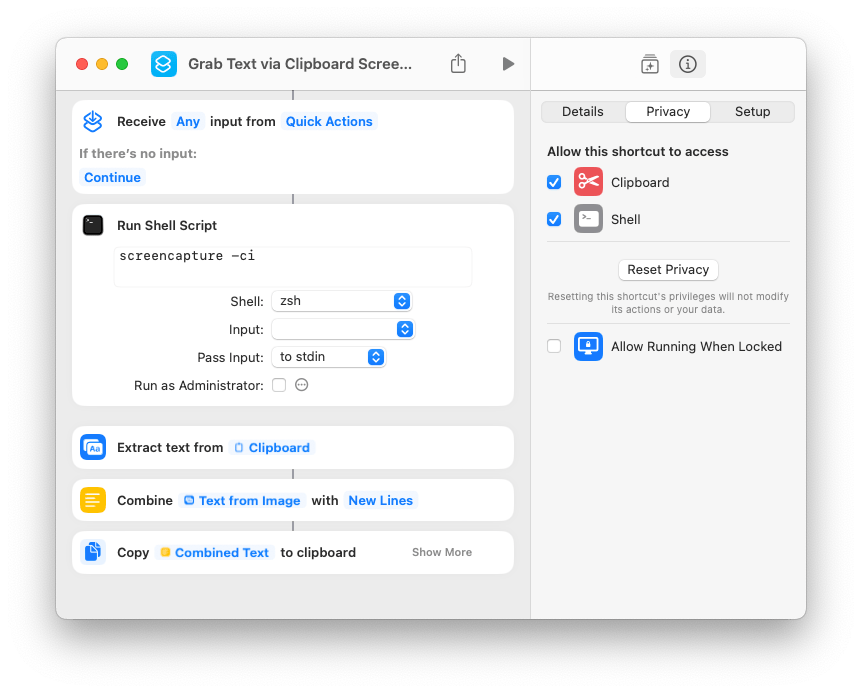 Grab Text via Clipboard Scree...
Receive Any input from Quick Actions
If there's no input:
Continue
Run Shell Script
screencapture -ci
Shell: zsh
Input:
Pass Input: to stdin
Run as Administrator:
Extract text from Clipboard
Combine Text from Image with New Lines
Copy Combined Text to clipboard Show More
Details Privacy Setup
Allow this shortcut to access
Clipboard
Shell
Reset Privacy
Resetting this shortcut's privileges will not modify
its actions or your data.
Allow Running When Locked